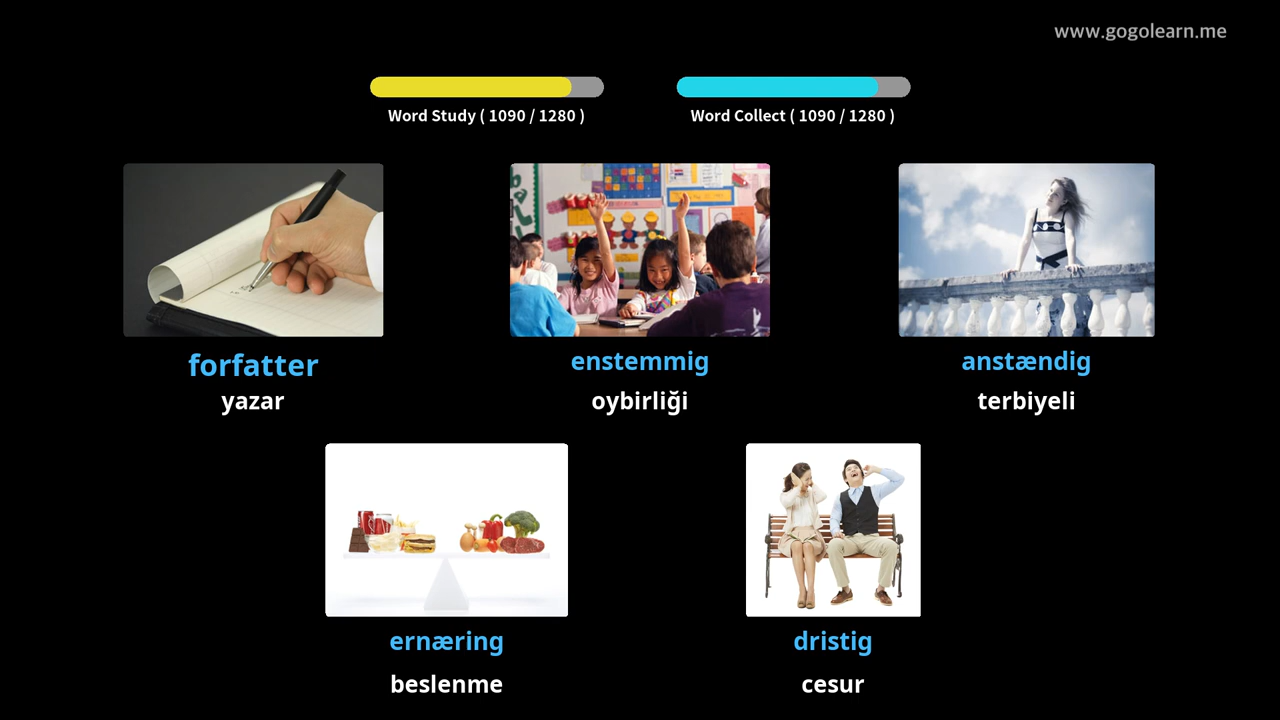 www.gogolearn.me
Word Study ( 1090 / 1280 )
Word Collect ( 1090 / 1280 )
forfatter
yazar
enstemmig
oybirliği
anstændig
terbiyeli
ernæring
beslenme
dristig
cesur